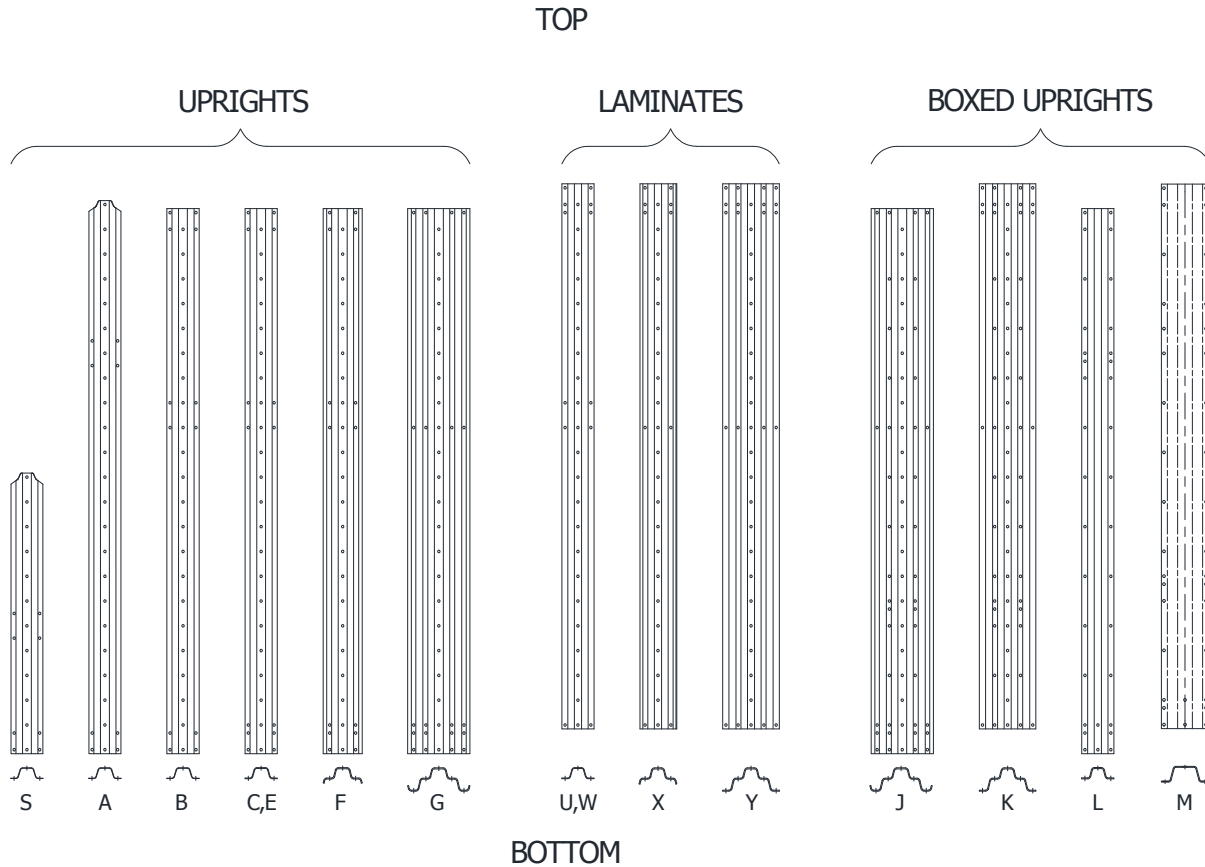 TOP
UPRIGHTS LAMINATES BOXED UPRIGHTS
S A B C,E F G U,W X Y J K L M
BOTTOM